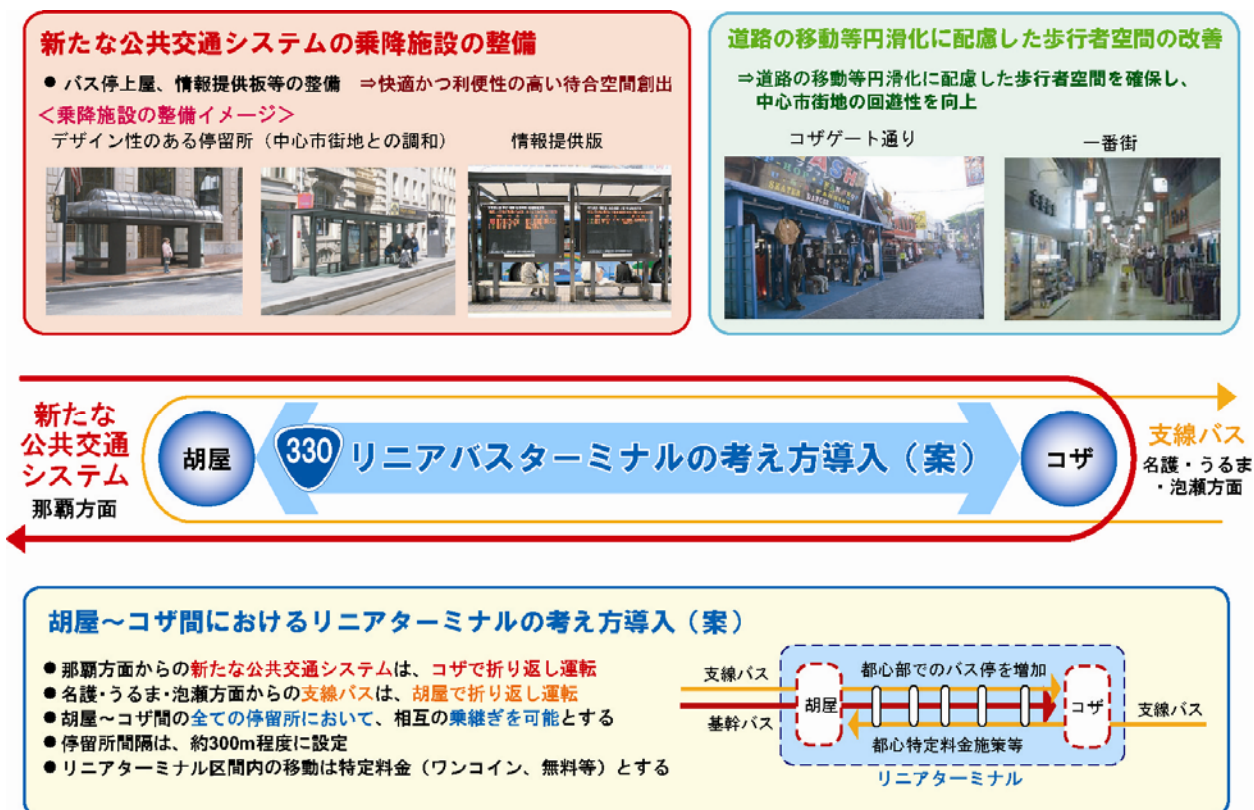 新たな公共交通システムの乗降施設の整備
● バス停上屋、情報提供板等の整備 ⇒快適かつ利便性の高い待合空間創出
＜乗降施設の整備イメージ＞
デザイン性のある停留所（中心市街地との調和）
情報提供版
道路の移動等円滑化に配慮した歩行者空間の改善
⇒道路の移動等円滑化に配慮した歩行者空間を確保し、
中心市街地の回遊性を向上
コザゲート通り
一番街
新たな
公共交通
システム
那覇方面
胡屋
330
リニアバスターミナルの考え方導入（案）
コザ
支線バス
名護・うるま
・泡瀬方面
胡屋～コザ間におけるリニアターミナルの考え方導入（案）
● 那覇方面からの新たな公共交通システムは、コザで折り返し運転
● 名護・うるま・泡瀬方面からの支線バスは、胡屋で折り返し運転
● 胡屋～コザ間の全ての停留所において、相互の乗継ぎを可能とする
● 停留所間隔は、約300m程度に設定
● リニアターミナル区間内の移動は特定料金（ワンコイン、無料等）とする
支線バス
基幹バス
胡屋
都心部でのバス停を増加
都心特定料金施策等
コザ
支線バス
リニアターミナル